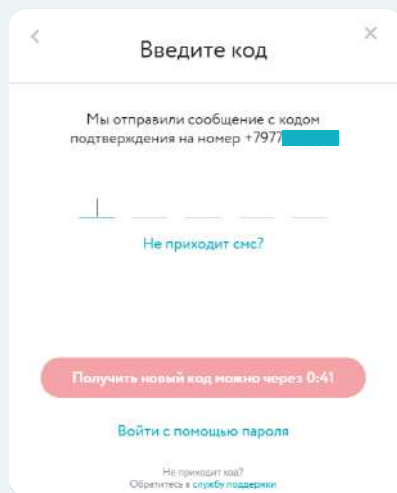 Введите код
Мы отправили сообщение с кодом
подтверждения на номер +7977
Не приходит смс?
Получить новый код можно через 0:41
Войти с помощью пароля
Не приходит код?
Обратитесь в службу поддержки